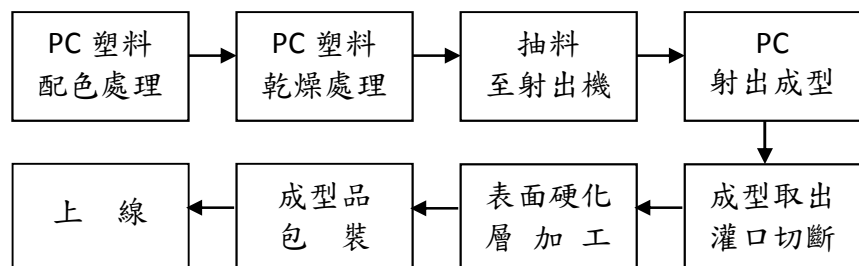 PC 塑料
配色處理
PC 塑料
乾燥處理
抽料
至射出機
PC
射出成型
成型取出
灌口切斷
表面硬化
層加工
成型品
包裝
上線